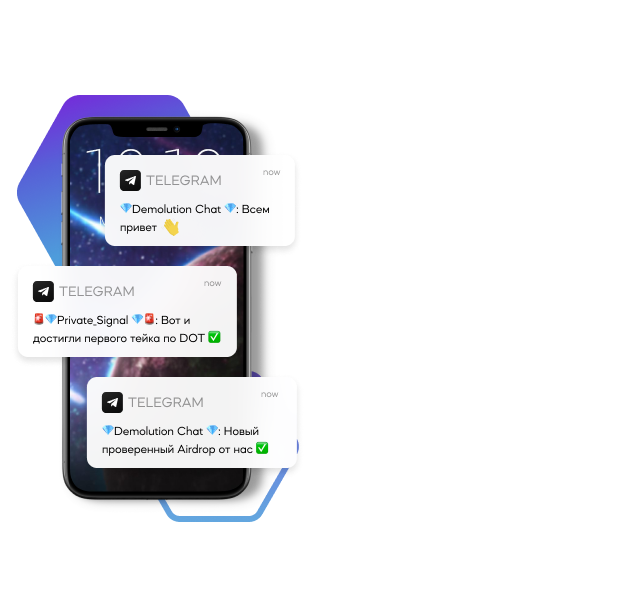 TELEGRAM
now
💎Demolution Chat 💎: Всем
привет 👋
TELEGRAM
now
🚨💎Private_Signal 💎🚨: Вот и
достигли первого тейка по DOT ✅
TELEGRAM
now
💎Demolution Chat 💎: Новый
проверенный Airdrop от нас ✅